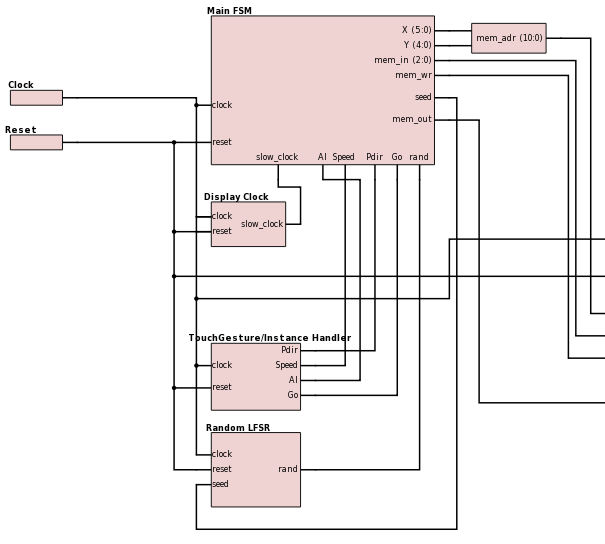 Main FSM
X (5:0)
Y (4:0)
mem_in (2:0)
mem_wr
seed
mem_out
mem_adr (10:0)
Clock
clock
Reset
reset
slow_clock
AI
Speed
Pdir
Go
rand
Display Clock
clock
reset
slow_clock
TouchGesture/Instance Handler
Pdir
clock
Speed
AI
reset
Go
Random LFSR
clock
reset
rand
seed